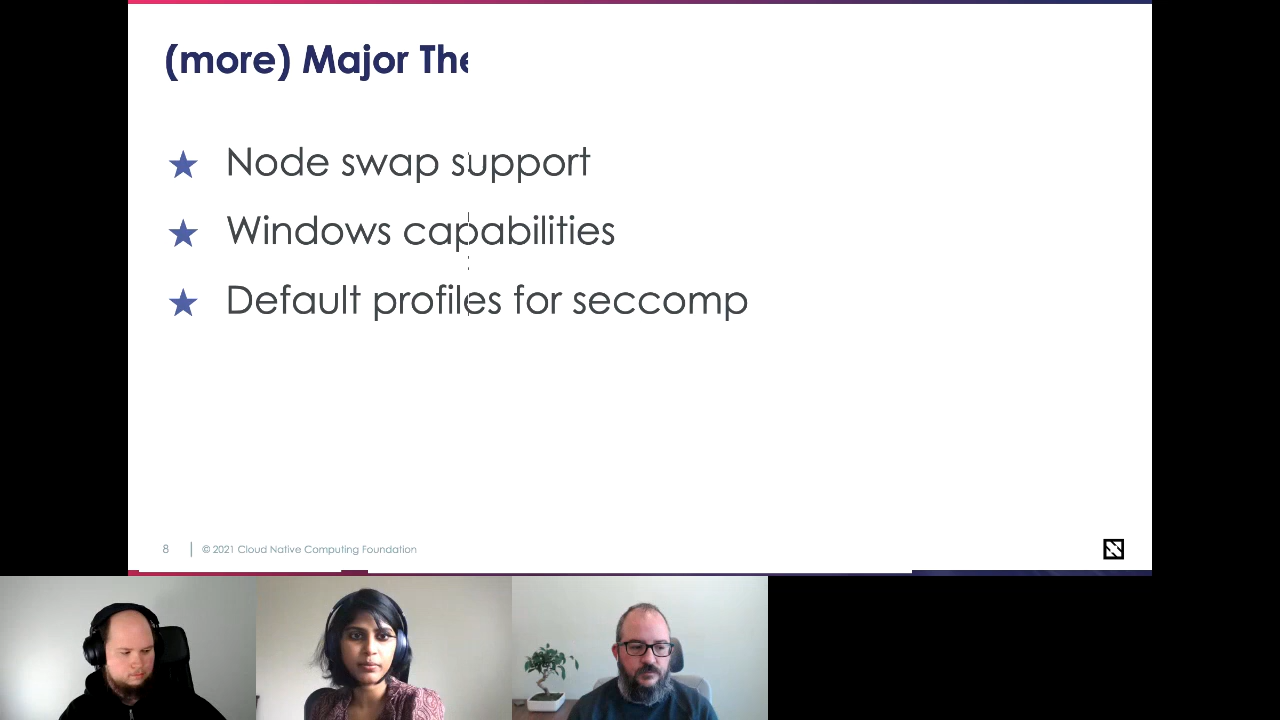 (more) Major The
Node swap support
Windows capabilities
Default profiles for seccomp
8
© 2021 Cloud Native Computing Foundation